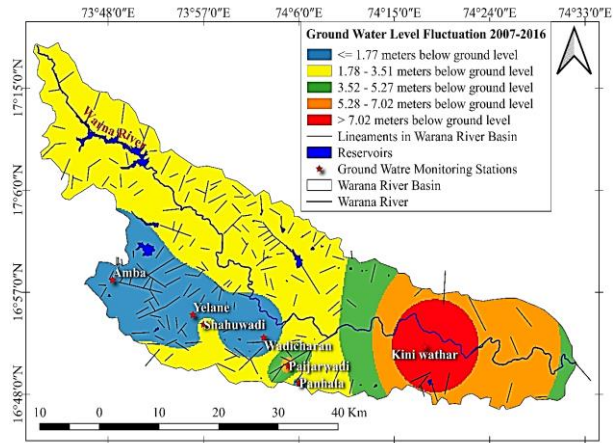 73°48'0"E 73°57'0"E 74°6'0"E 74°15'0"E 74°24'0"E 74°33'0"E
Ground Water Level Fluctuation 2007-2016
<= 1.77 meters below ground level
1.78 - 3.51 meters below ground level
3.52 - 5.27 meters below ground level
5.28 - 7.02 meters below ground level
> 7.02 meters below ground level
Lineaments in Warana River Basin
Reservoirs
Ground Watre Monitoring Stations
Warana River Basin
Warana River
17°15'0"N
17°6'0"N
16°57'0"N
16°48'0"N
Warna River
Amba
Yelane
Shahuwadi
Wadicharan
Paijarwadi
Panhala
Kini wathar
10 0 10 20 30 40 Km